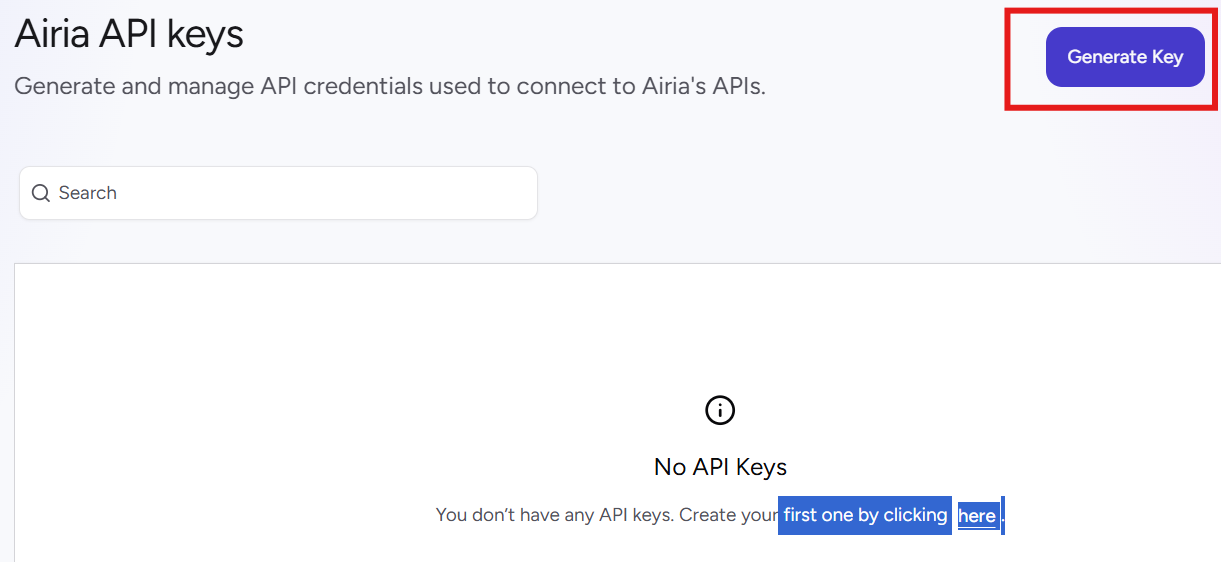 Airia API keys
Generate Key
Generate and manage API credentials used to connect to Airia's APIs.
Search
No API Keys
You don’t have any API keys. Create your first one by clicking here.